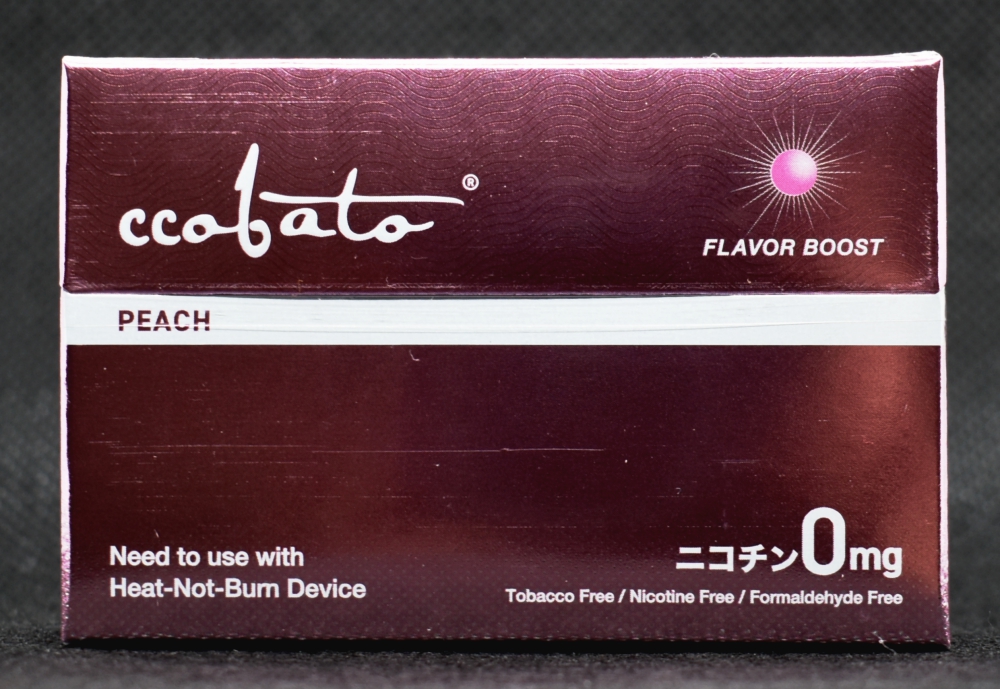 ccobato®
FLAVOR BOOST
PEACH
Need to use with
Heat-Not-Burn Device
ニコチン0mg
Tobacco Free / Nicotine Free / Formaldehyde Free